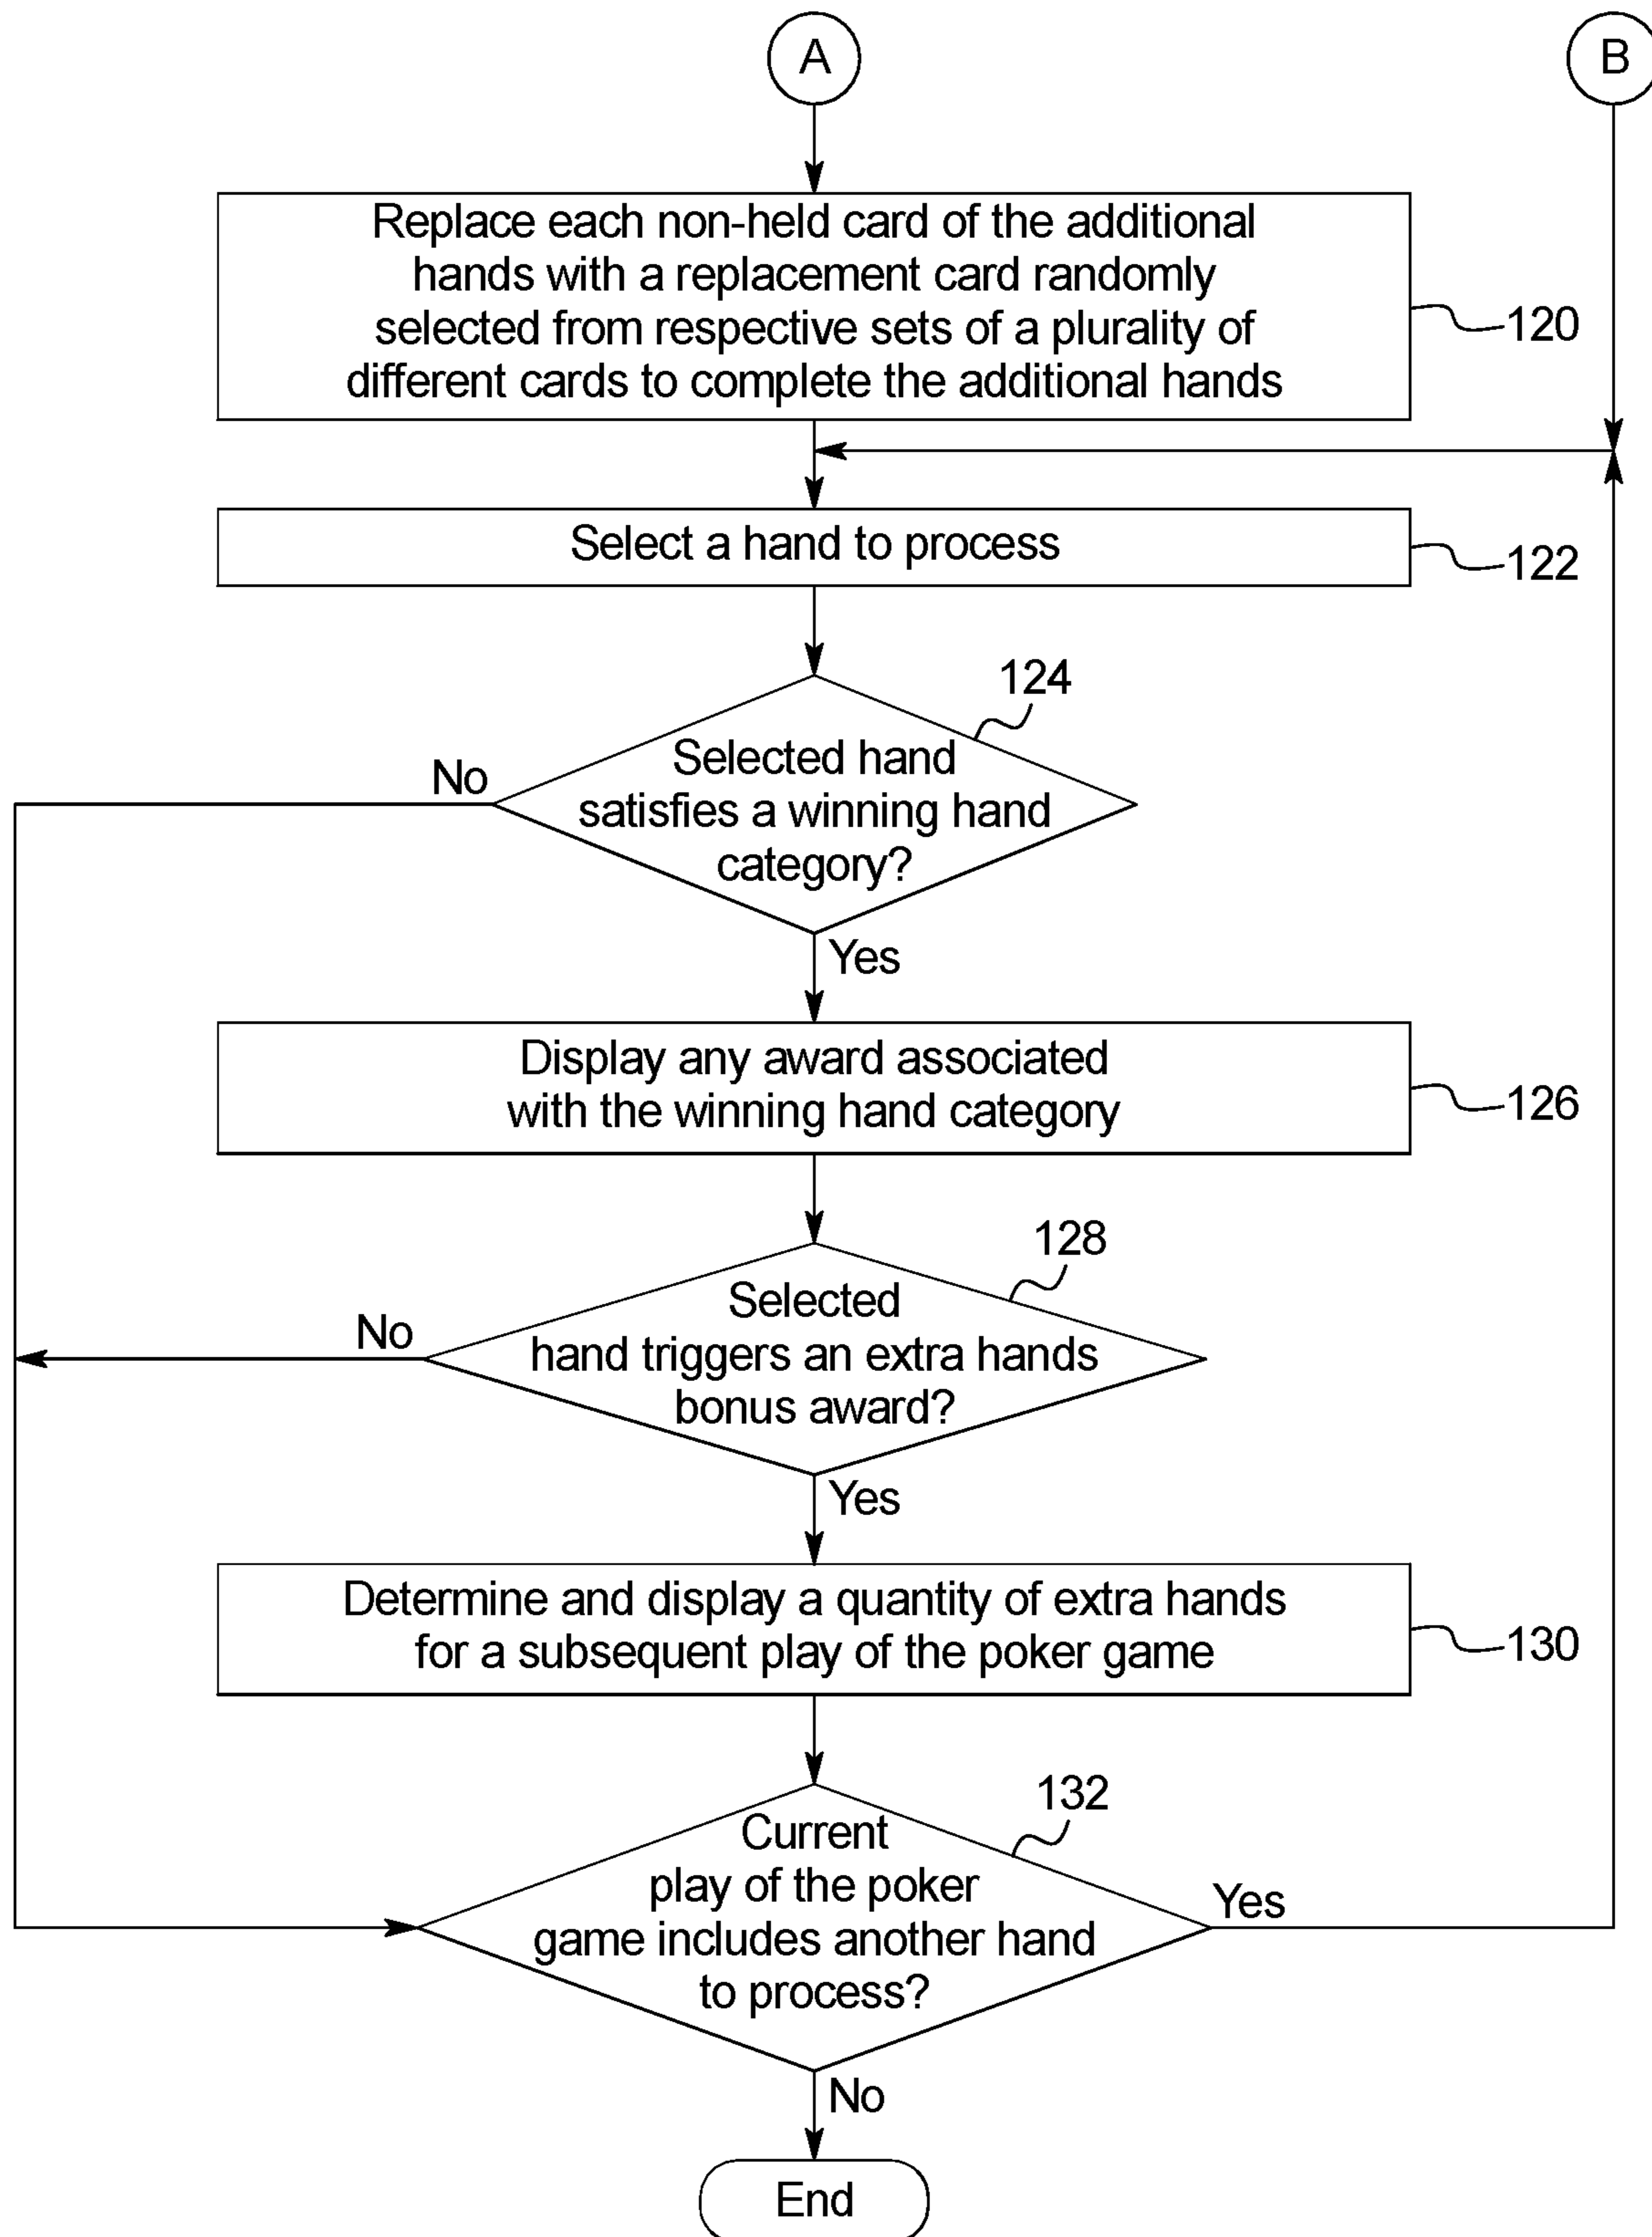 A
B
Replace each non-held card of the additional
hands with a replacement card randomly
selected from respective sets of a plurality of
different cards to complete the additional hands
120
Select a hand to process
122
124
Selected hand
satisfies a winning hand
category?
No
Yes
Display any award associated
with the winning hand category
126
128
Selected
hand triggers an extra hands
bonus award?
No
Yes
Determine and display a quantity of extra hands
for a subsequent play of the poker game
130
132
Current
play of the poker
game includes another hand
to process?
Yes
No
End